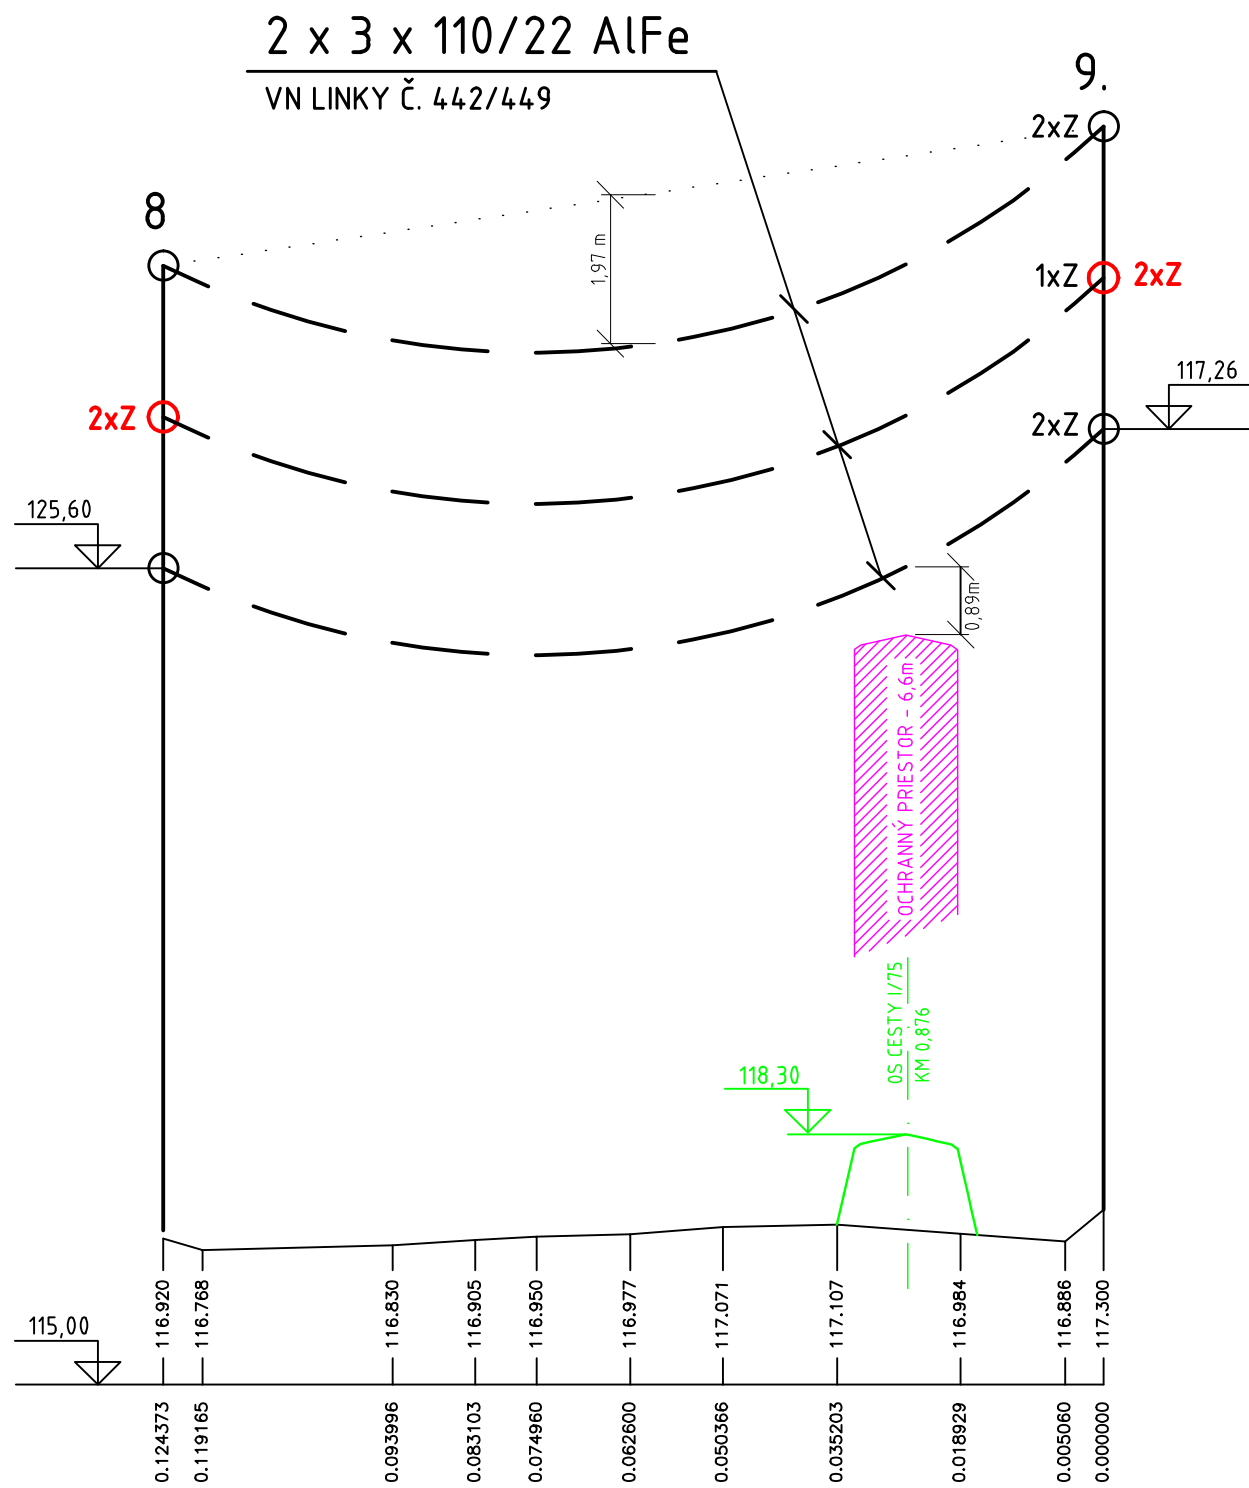 2 x 3 x 110/22 AlFe
VN LINKY Č. 442/449
9.
2xZ
8
1,97 m
1xZ
2xZ
117,26
2xZ
2xZ
125,60
0,89m
OCHRANNÝ PRIESTOR - 6,6m
OS CESTY I/75
KM 0,876
118,30
115,00
116.920
116.768
116.830
116.905
116.950
116.977
117.071
117.107
116.984
116.886
117.300
0.124373
0.119165
0.093996
0.083103
0.074960
0.062600
0.050366
0.035203
0.018929
0.005060
0.000000